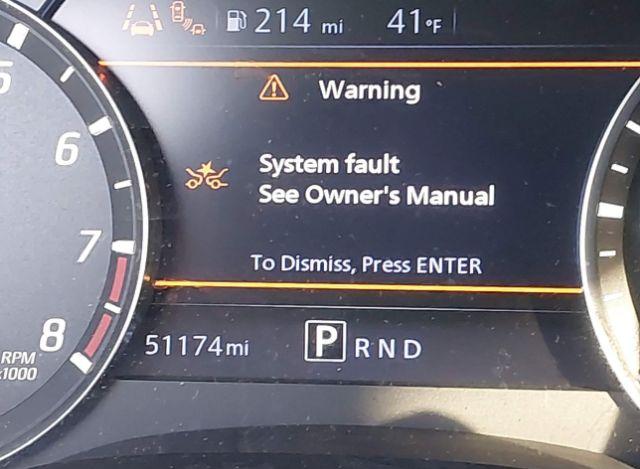 214 mi 41°F
Warning
System fault
See Owner's Manual
To Dismiss, Press ENTER
6
7
8
RPM
x1000
51174mi P R N D